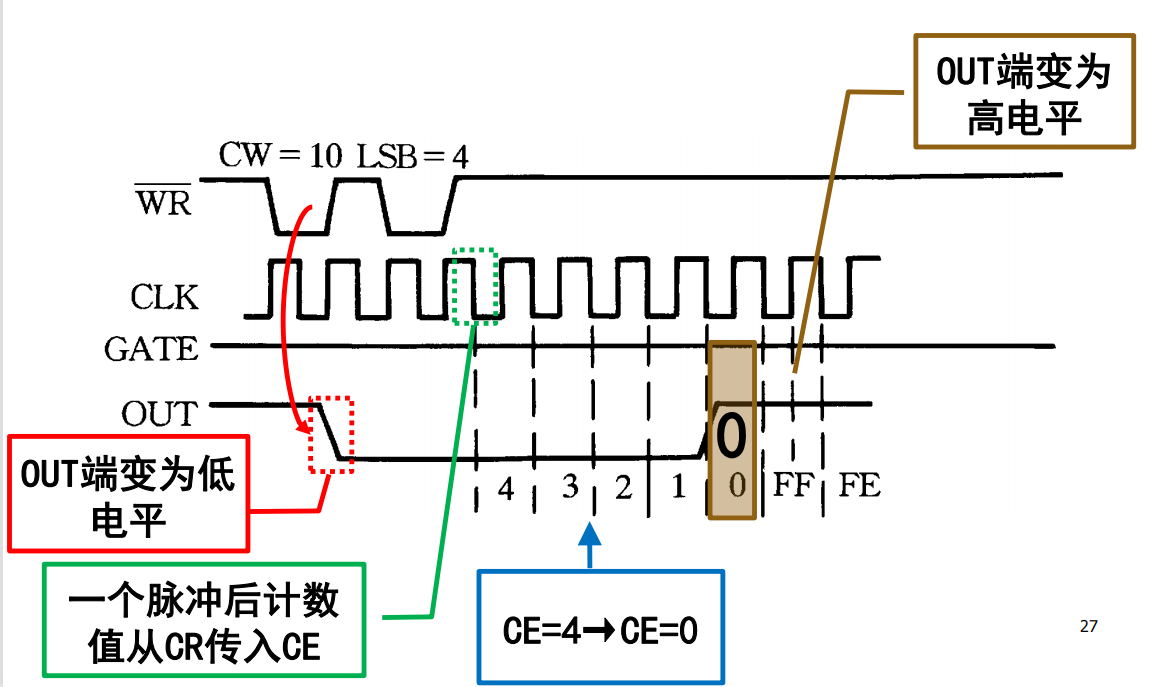 OUT端变为
高电平
CW = 10 LSB = 4
WR
CLK
GATE
OUT
0
4 3 2 1 0 FF FE
OUT端变为低
电平
一个脉冲后计数
值从CR传入CE
CE=4→CE=0
27